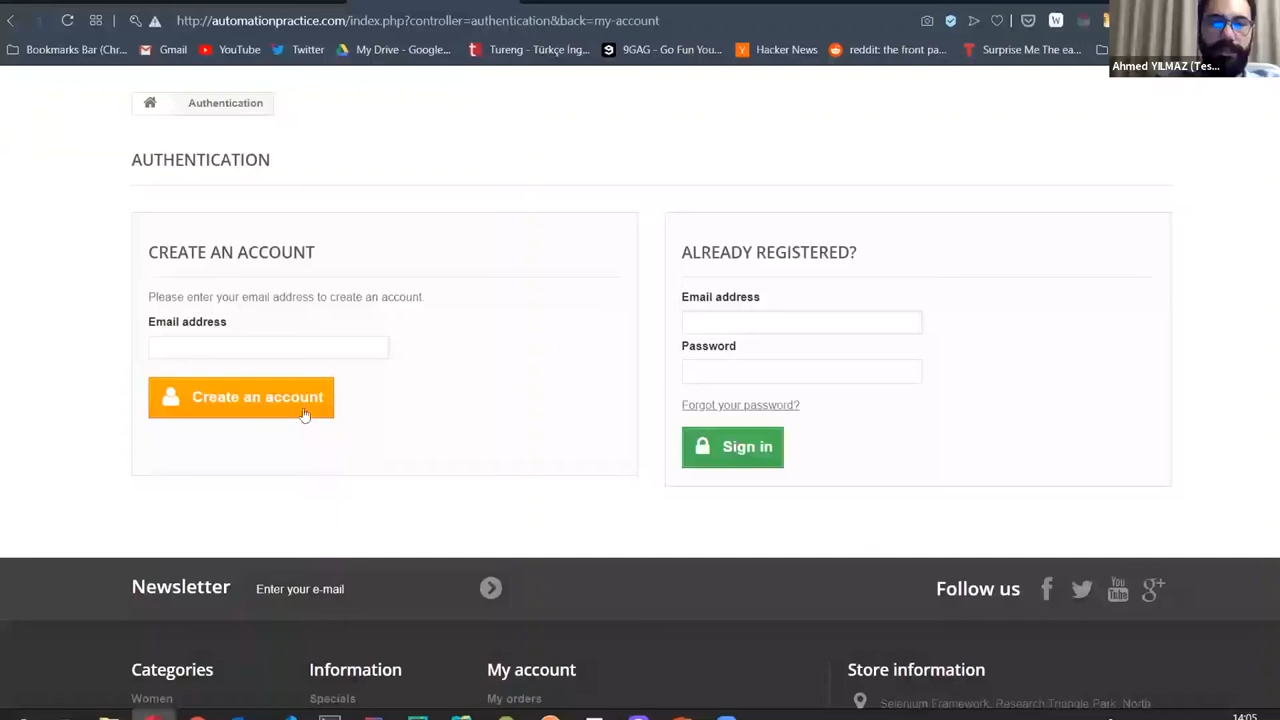 http://automationpractice.com/index.php?controller=authentication&back=my-account
Bookmarks Bar (Chr...
Gmail
YouTube
Twitter
My Drive - Google...
Tureng - Türkçe İng...
9GAG - Go Fun You...
Hacker News
reddit: the front pa...
Surprise Me The ea...
Ahmed YILMAZ (Tes...
Authentication
AUTHENTICATION
CREATE AN ACCOUNT
Please enter your email address to create an account.
Email address
Create an account
ALREADY REGISTERED?
Email address
Password
Forgot your password?
Sign in
Newsletter
Enter your e-mail
Follow us
Categories
Women
Information
Specials
My account
My orders
Store information
Selenium Framework, Research Triangle Park, North
14:05